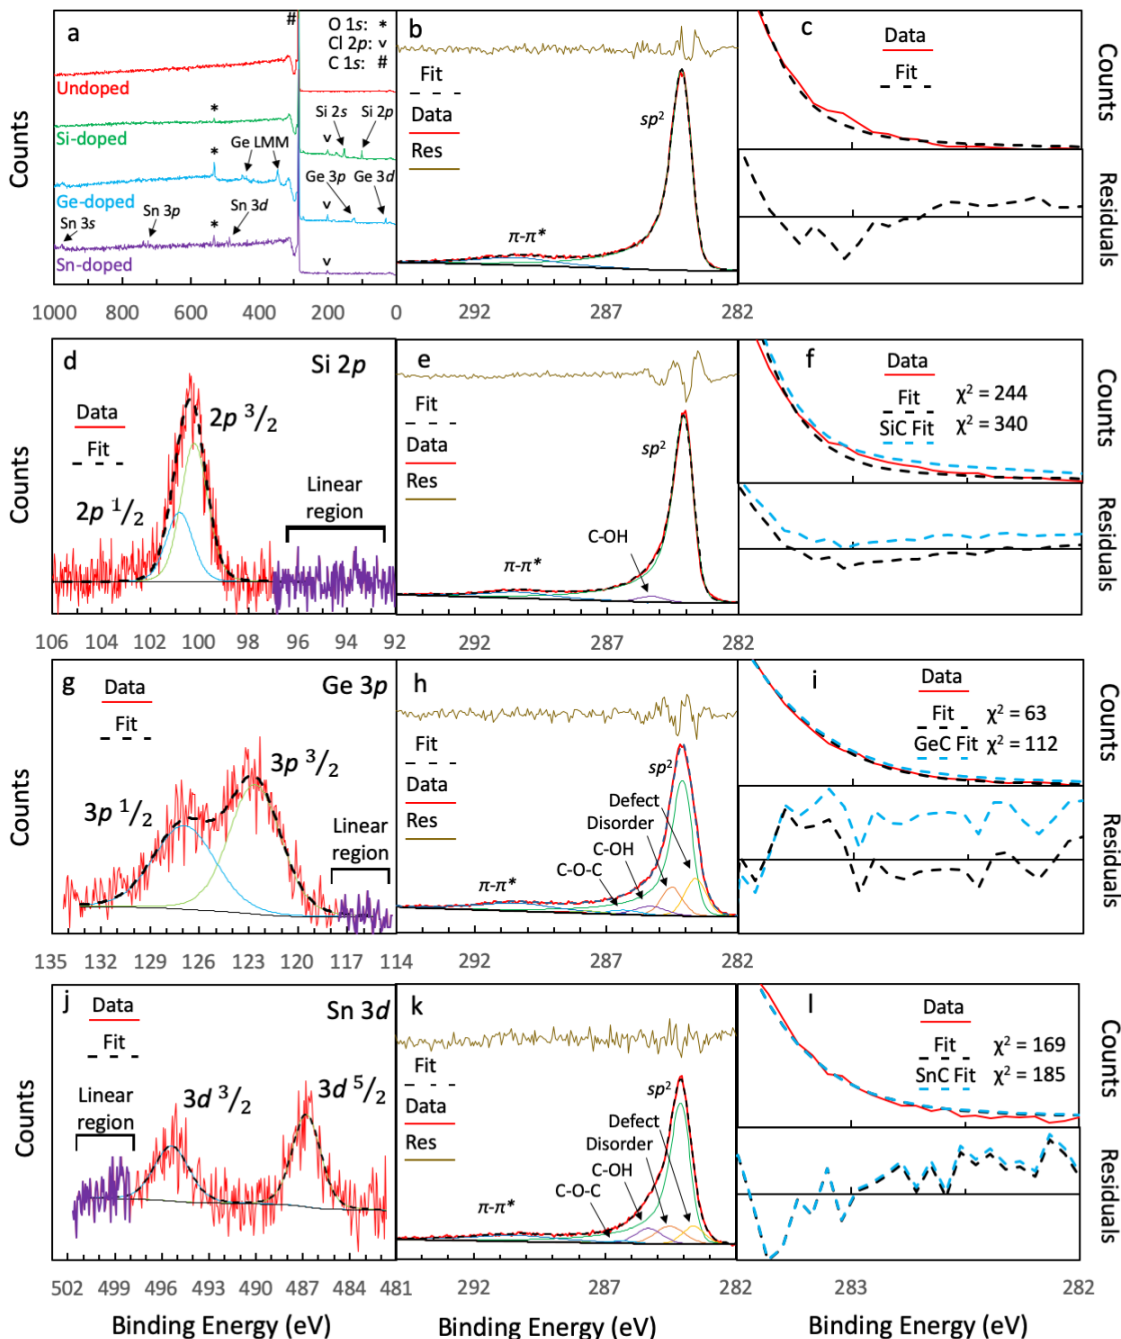 a
#
O 1s: *
Cl 2p: v
C 1s: #
Undoped
*
Si-doped
Si 2s
Si 2p
v
*
Ge LMM
Ge-doped
Ge 3p
Ge 3d
v
Sn 3s
Sn 3p
*
Sn 3d
Sn-doped
v
Counts
1000 800 600 400 200 0
b
Fit
Data
Res
sp²
π-π*
292 287 282
c
Data
Fit
Counts
Residuals
d
Si 2p
Data
Fit
2p 3/2
2p 1/2
Linear
region
Counts
106 104 102 100 98 96 94 92
e
Fit
Data
Res
sp²
C-OH
π-π*
292 287 282
f
Data
Fit χ² = 244
SiC Fit χ² = 340
Counts
Residuals
g
Ge 3p
Data
Fit
3p 3/2
3p 1/2
Linear
region
Counts
135 132 129 126 123 120 117 114
h
Fit
Data
Res
sp²
Defect
Disorder
C-OH
C-O-C
π-π*
292 287 282
i
Data
Fit χ² = 63
GeC Fit χ² = 112
Counts
Residuals
j
Sn 3d
Data
Fit
Linear
region
3d 3/2
3d 5/2
Counts
502 499 496 493 490 487 484 481
Binding Energy (eV)
k
Fit
Data
Res
sp²
Defect
Disorder
C-OH
C-O-C
π-π*
292 287 282
Binding Energy (eV)
l
Data
Fit χ² = 169
SnC Fit χ² = 185
Counts
Residuals
283 282
Binding Energy (eV)